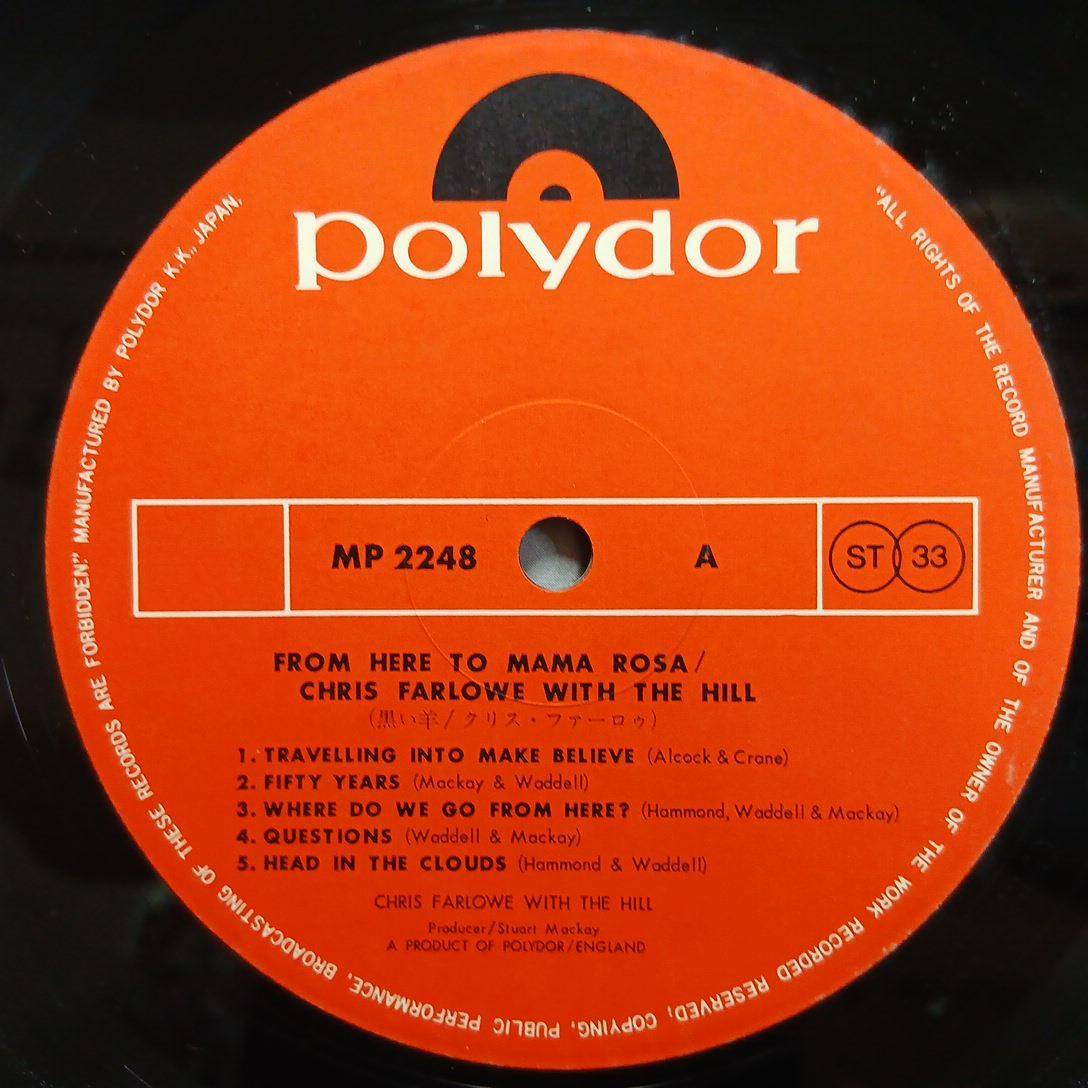 polydor
MP 2248
A
ST 33
FROM HERE TO MAMA ROSA/
CHRIS FARLOWE WITH THE HILL
(黒い羊/クリス・ファーロゥ)
1. TRAVELLING INTO MAKE BELIEVE (Alcock & Crane)
2. FIFTY YEARS (Mackay & Waddell)
3. WHERE DO WE GO FROM HERE? (Hammond, Waddell & Mackay)
4. QUESTIONS (Waddell & Mackay)
5. HEAD IN THE CLOUDS (Hammond & Waddell)
CHRIS FARLOWE WITH THE HILL
Producer/Stuart Mackay
A PRODUCT OF POLYDOR/ENGLAND
"ALL RIGHTS OF THE RECORD MANUFACTURER AND OF THE OWNER OF THE WORK RECORDED RESERVED; COPYING, PUBLIC PERFORMANCE, BROADCASTING OF THESE RECORDS ARE FORBIDDEN." MANUFACTURED BY POLYDOR K.K., JAPAN.